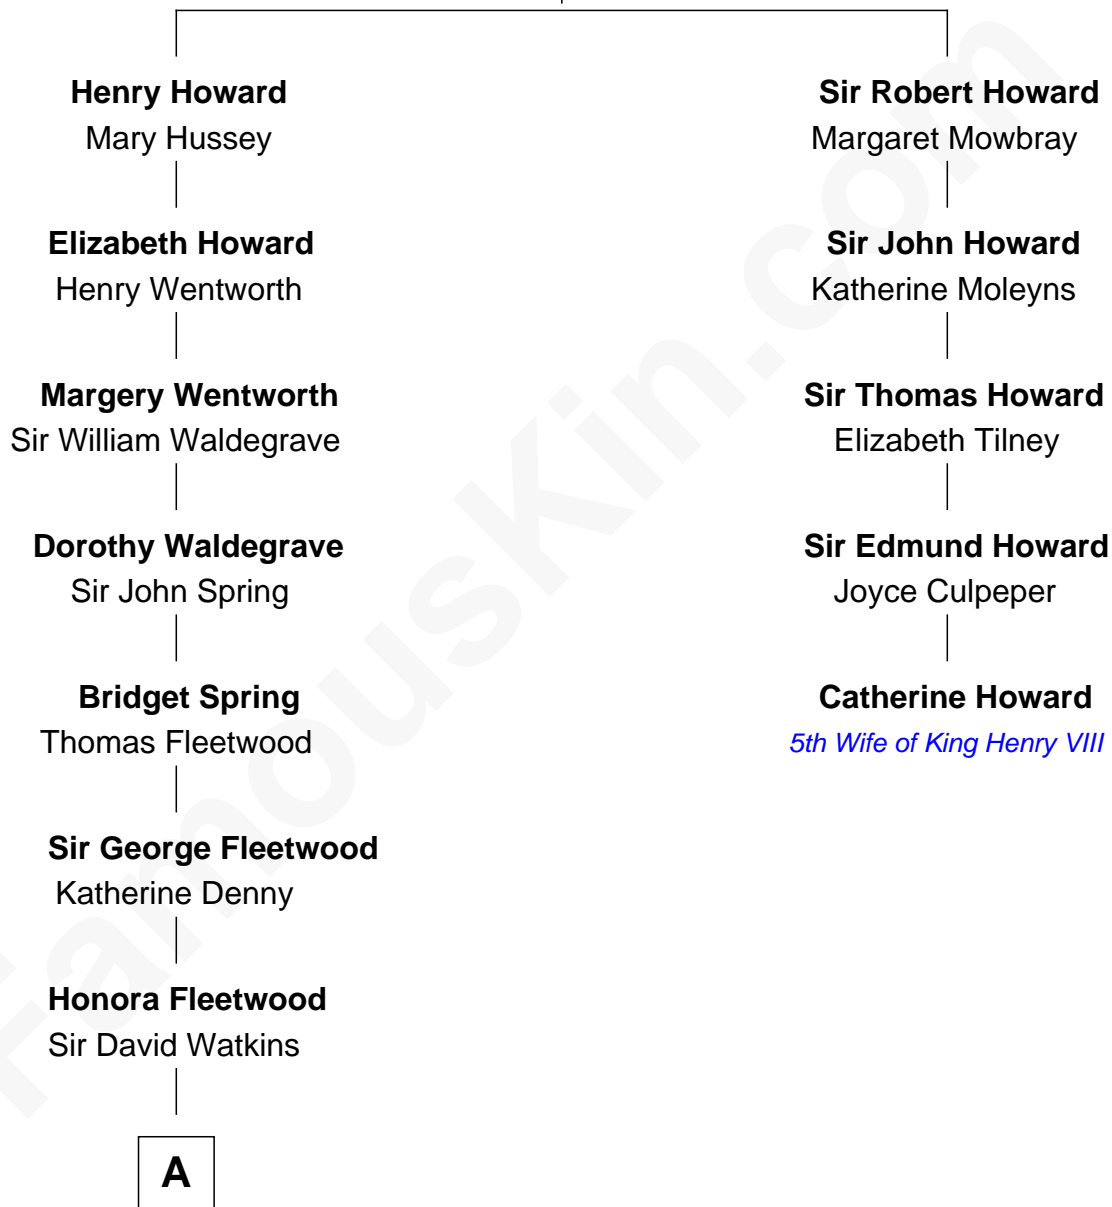 Henry Howard
Mary Hussey
Elizabeth Howard
Henry Wentworth
Margery Wentworth
Sir William Waldegrave
Dorothy Waldegrave
Sir John Spring
Bridget Spring
Thomas Fleetwood
Sir George Fleetwood
Katherine Denny
Honora Fleetwood
Sir David Watkins
A
Sir Robert Howard
Margaret Mowbray
Sir John Howard
Katherine Moleyns
Sir Thomas Howard
Elizabeth Tilney
Sir Edmund Howard
Joyce Culpeper
Catherine Howard
5th Wife of King Henry VIII
FamousKin.com